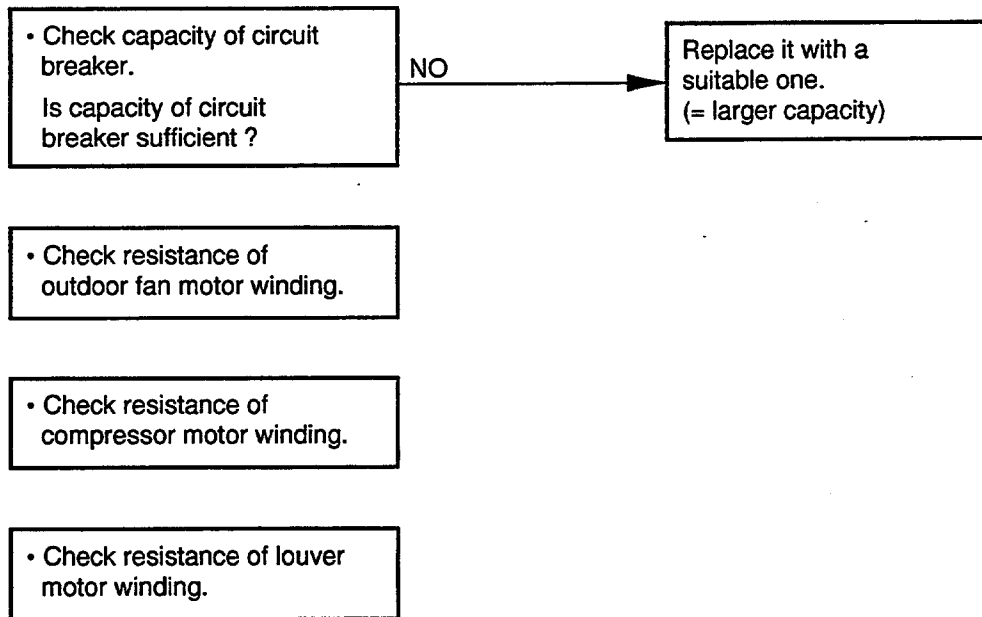 • Check capacity of circuit
breaker.
Is capacity of circuit
breaker sufficient ?
NO
Replace it with a
suitable one.
(= larger capacity)
• Check resistance of
outdoor fan motor winding.
• Check resistance of
compressor motor winding.
• Check resistance of louver
motor winding.